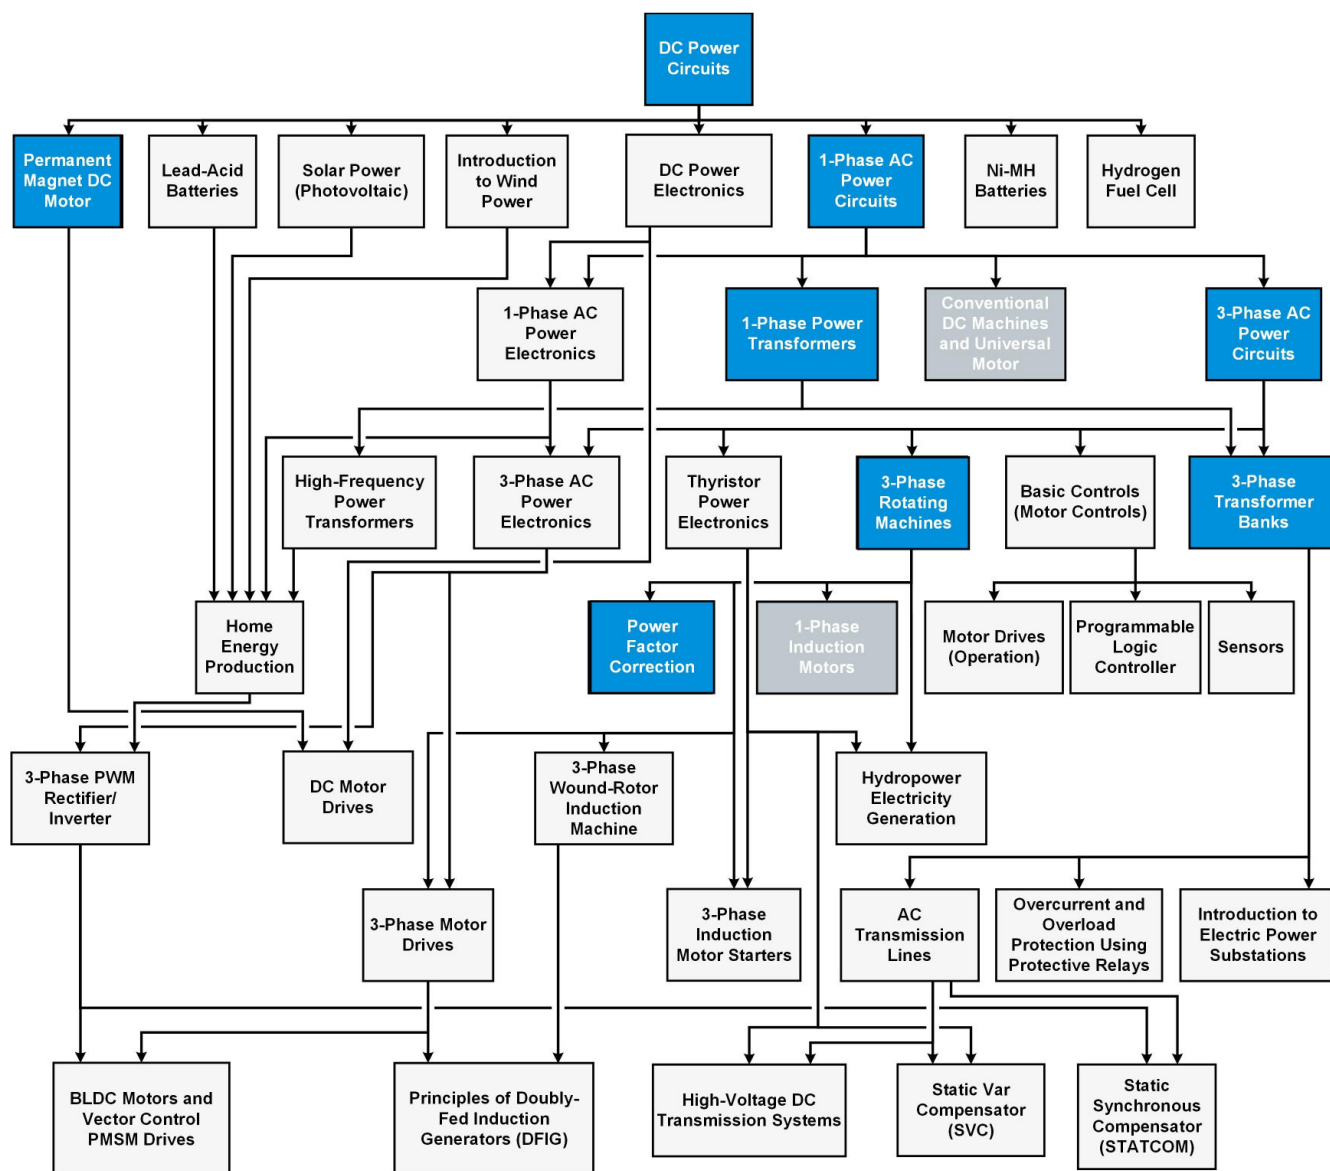 DC Power
Circuits
Permanent
Magnet DC
Motor
Lead-Acid
Batteries
Solar Power
(Photovoltaic)
Introduction
to Wind
Power
DC Power
Electronics
1-Phase AC
Power
Circuits
Ni-MH
Batteries
Hydrogen
Fuel Cell
1-Phase AC
Power
Electronics
1-Phase Power
Transformers
Conventional
DC Machines
and Universal
Motor
3-Phase AC
Power
Circuits
High-Frequency
Power
Transformers
3-Phase AC
Power
Electronics
Thyristor
Power
Electronics
3-Phase
Rotating
Machines
Basic Controls
(Motor Controls)
3-Phase
Transformer
Banks
Home
Energy
Production
Power
Factor
Correction
1-Phase
Induction
Motors
Motor Drives
(Operation)
Programmable
Logic
Controller
Sensors
3-Phase PWM
Rectifier/
Inverter
DC Motor
Drives
3-Phase
Wound-Rotor
Induction
Machine
Hydropower
Electricity
Generation
3-Phase Motor
Drives
3-Phase
Induction
Motor Starters
AC
Transmission
Lines
Overcurrent and
Overload
Protection Using
Protective Relays
Introduction to
Electric Power
Substations
BLDC Motors and
Vector Control
PMSM Drives
Principles of Doubly-
Fed Induction
Generators (DFIG)
High-Voltage DC
Transmission Systems
Static Var
Compensator
(SVC)
Static
Synchronous
Compensator
(STATCOM)